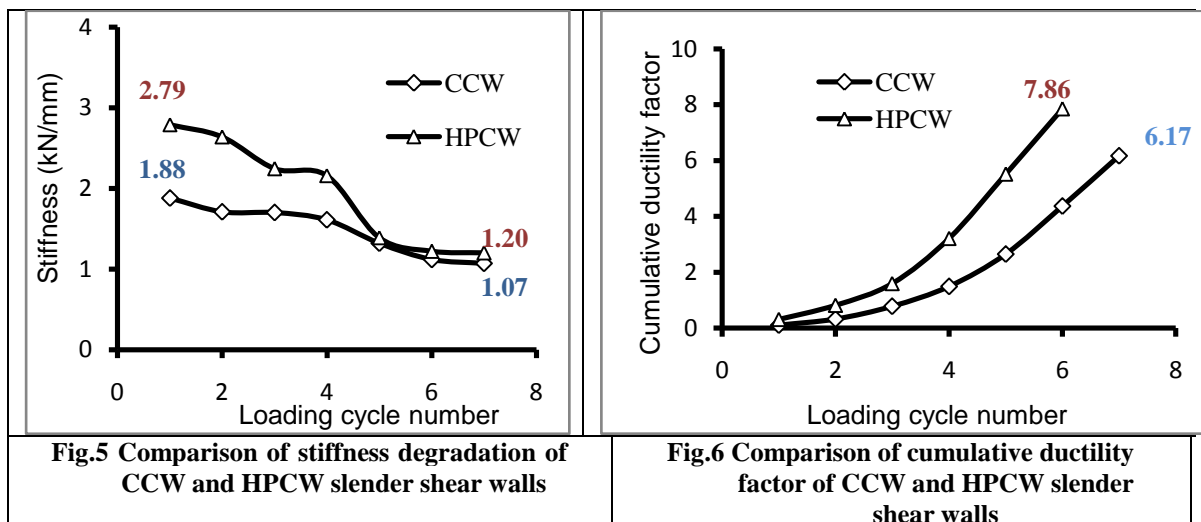 4
3
2
1
0
0
2
4
6
8
Stiffness (kN/mm)
Loading cycle number
CCW
HPCW
2.79
1.88
1.20
1.07
Fig.5 Comparison of stiffness degradation of
CCW and HPCW slender shear walls
10
8
6
4
2
0
0
2
4
6
8
Cumulative ductility factor
Loading cycle number
CCW
HPCW
7.86
6.17
Fig.6 Comparison of cumulative ductility
factor of CCW and HPCW slender
shear walls